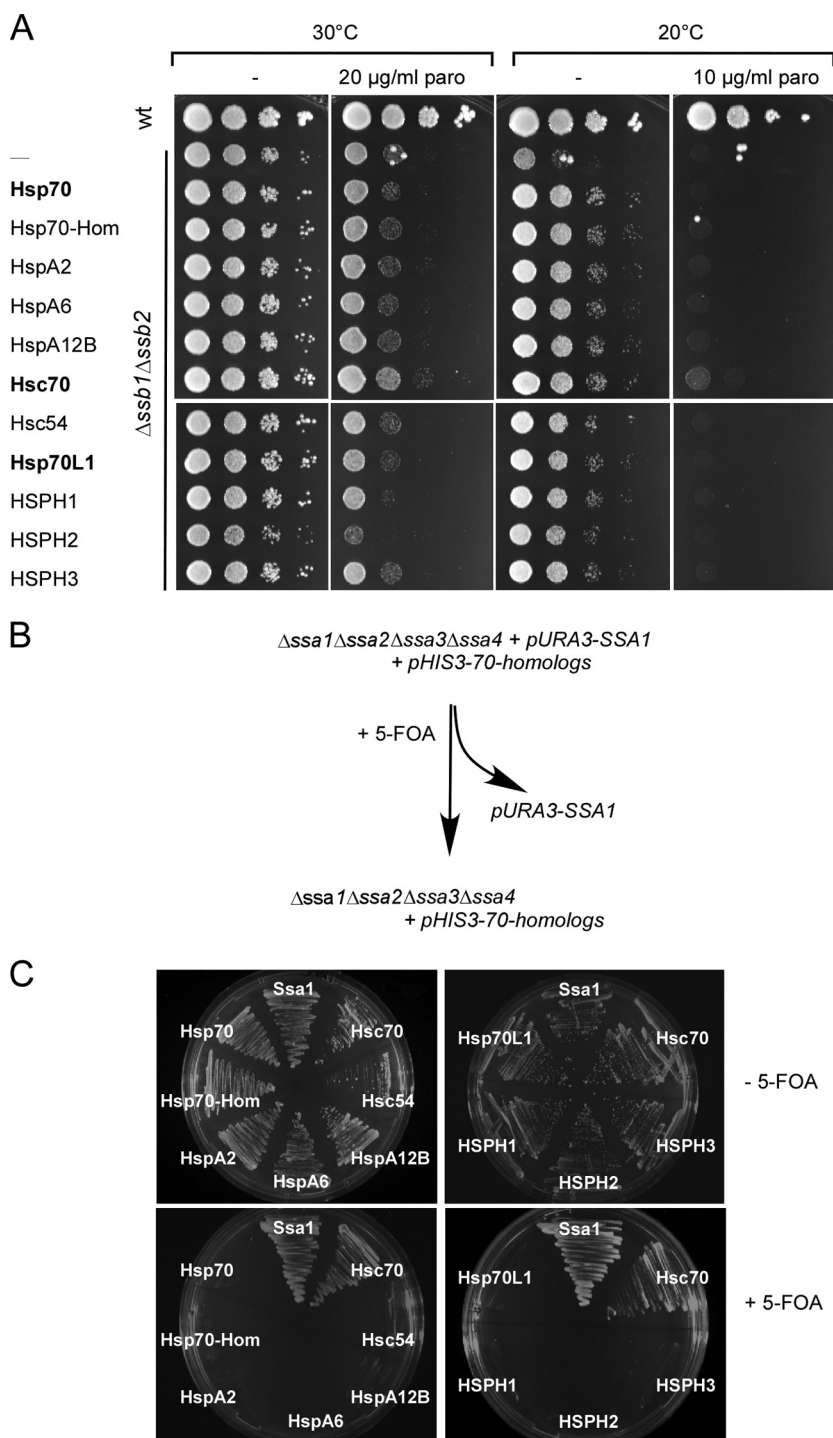 A
30°C 20°C
- 20 µg/ml paro - 10 µg/ml paro
wt
—
Hsp70
Hsp70-Hom
HspA2
HspA6
HspA12B
Hsc70
Hsc54
Hsp70L1
HSPH1
HSPH2
HSPH3
Δssb1Δssb2
B
Δssa1Δssa2Δssa3Δssa4 + pURA3-SSA1
+ pHIS3-70-homologs
+ 5-FOA
pURA3-SSA1
Δssa1Δssa2Δssa3Δssa4
+ pHIS3-70-homologs
C
Ssa1
Hsp70 Hsc70
Hsp70-Hom Hsc54
HspA2 HspA12B
HspA6
Ssa1
Hsp70L1 Hsc70
HSPH1 HSPH3
HSPH2
- 5-FOA
Ssa1
Hsp70 Hsc70
Hsp70-Hom Hsc54
HspA2 HspA12B
HspA6
Ssa1
Hsp70L1 Hsc70
HSPH1 HSPH3
HSPH2
+ 5-FOA